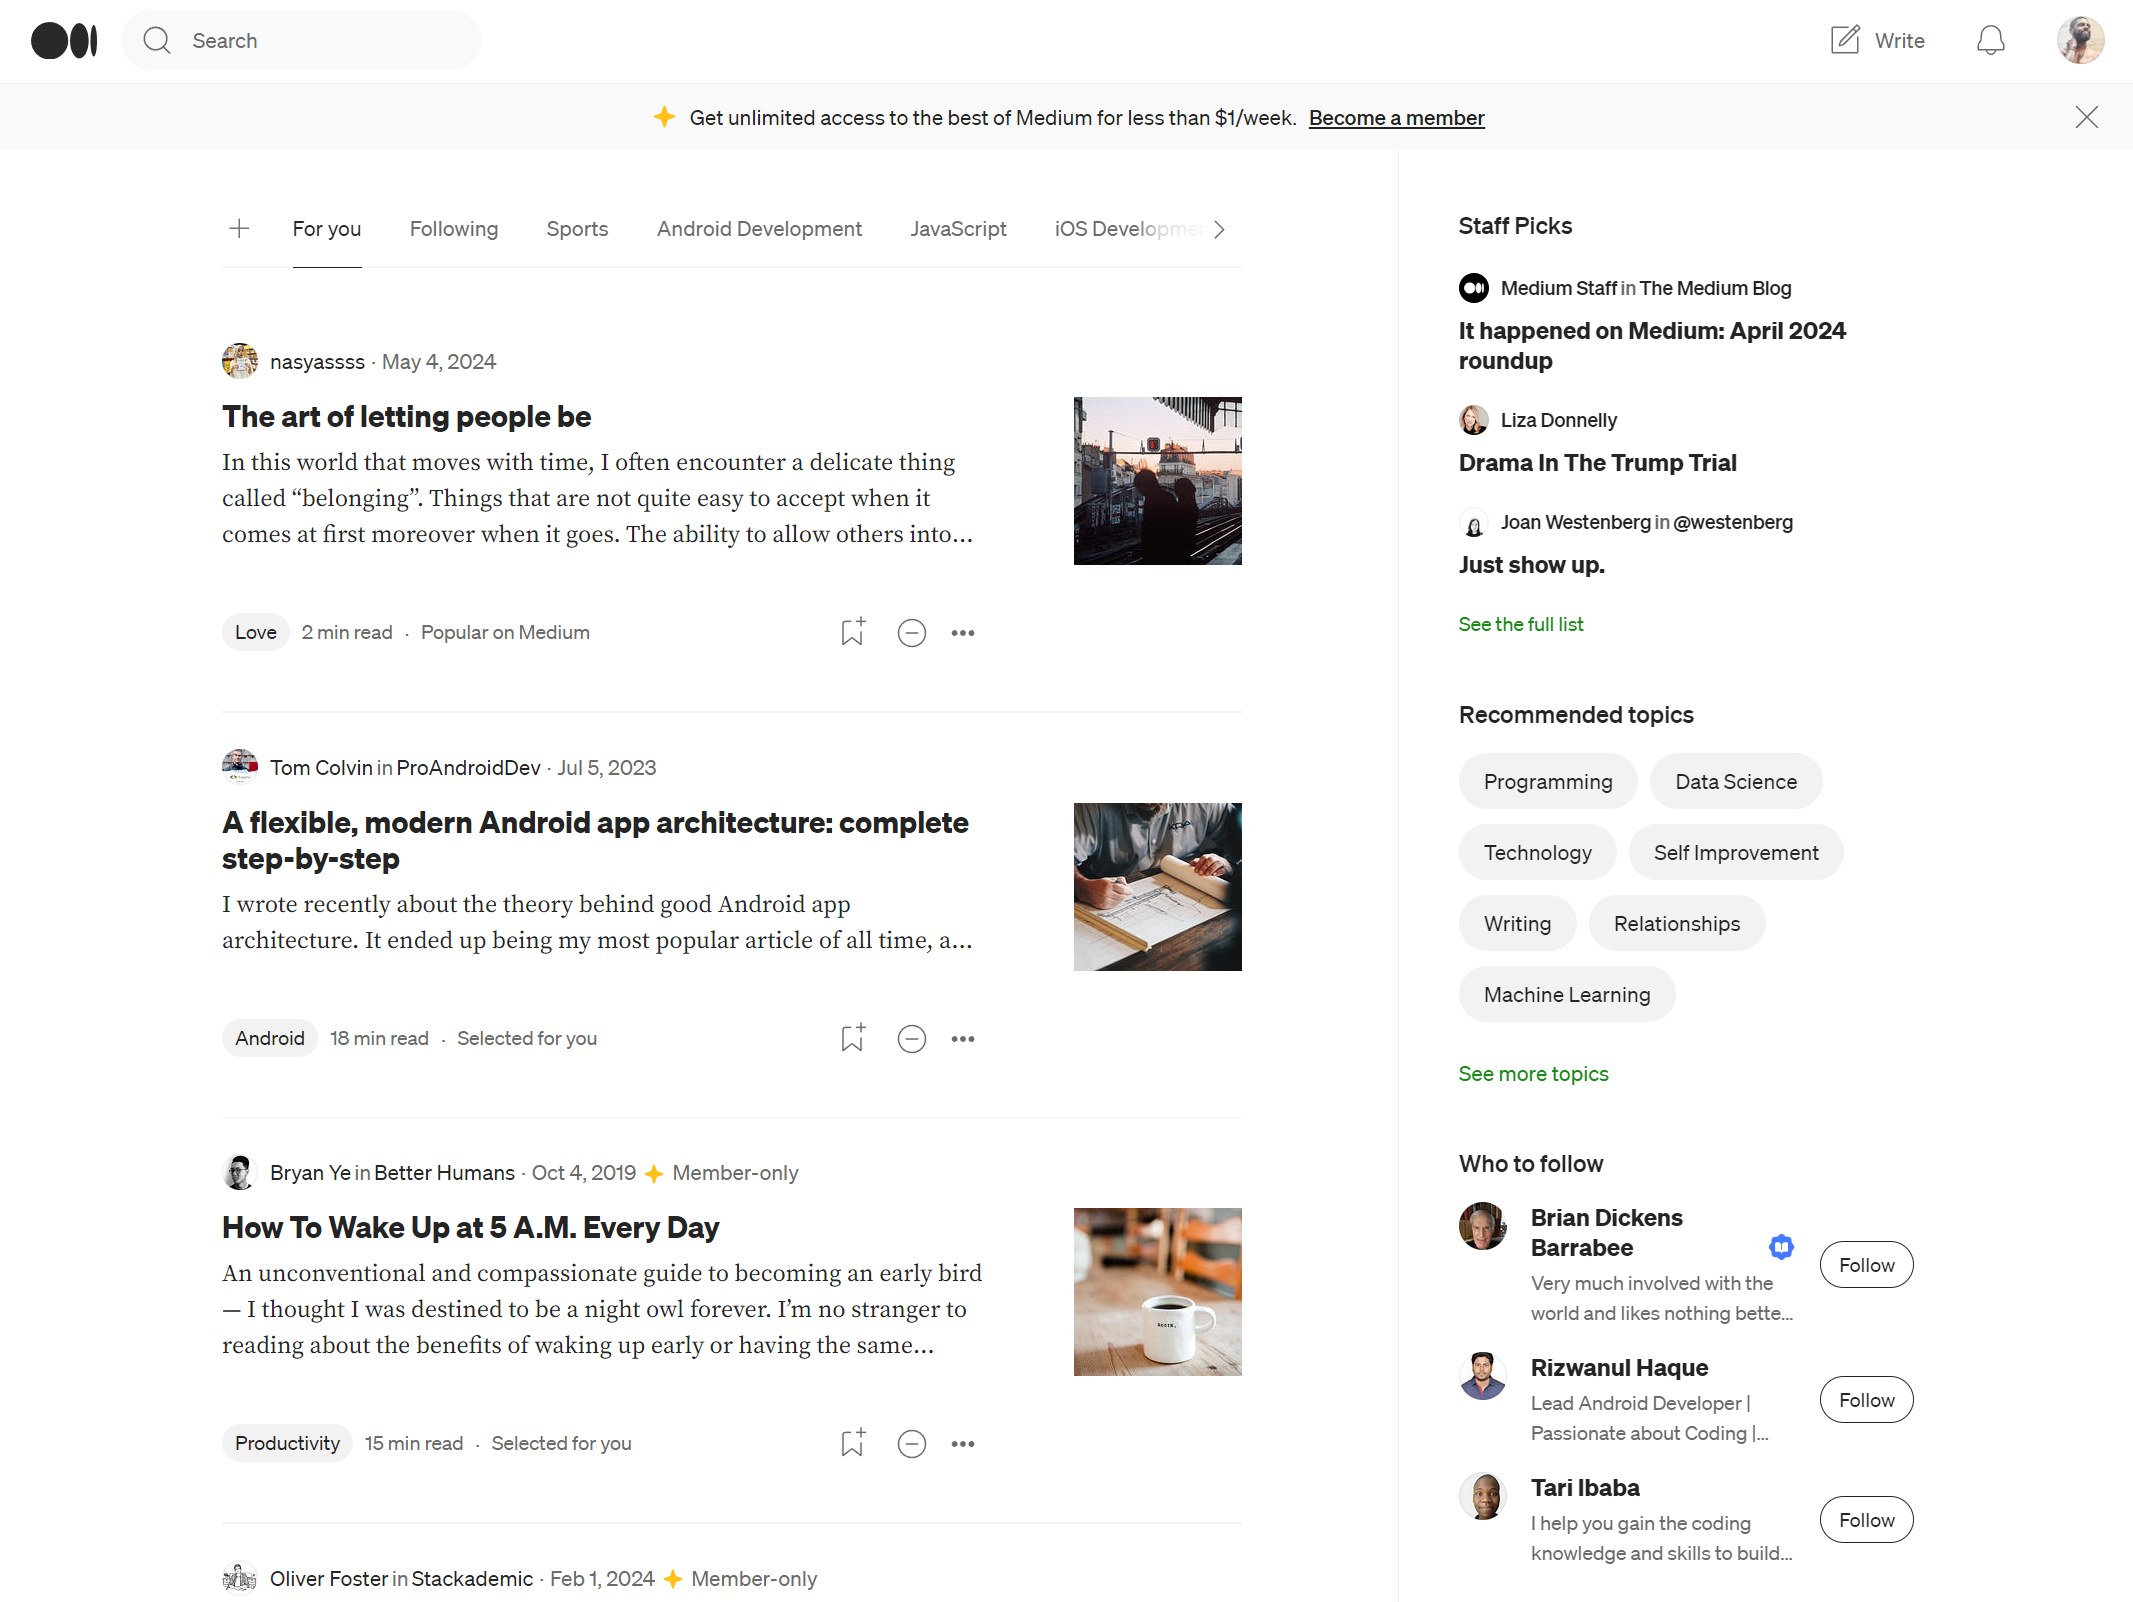 Search
Write
Get unlimited access to the best of Medium for less than $1/week. Become a member
For you
Following
Sports
Android Development
JavaScript
iOS Developme
nasyassss · May 4, 2024
The art of letting people be
In this world that moves with time, I often encounter a delicate thing
called “belonging”. Things that are not quite easy to accept when it
comes at first moreover when it goes. The ability to allow others into…
Love 2 min read · Popular on Medium
Tom Colvin in ProAndroidDev · Jul 5, 2023
A flexible, modern Android app architecture: complete
step-by-step
I wrote recently about the theory behind good Android app
architecture. It ended up being my most popular article of all time, a…
Android 18 min read · Selected for you
Bryan Ye in Better Humans · Oct 4, 2019 Member-only
How To Wake Up at 5 A.M. Every Day
An unconventional and compassionate guide to becoming an early bird
— I thought I was destined to be a night owl forever. I’m no stranger to
reading about the benefits of waking up early or having the same…
Productivity 15 min read · Selected for you
Oliver Foster in Stackademic · Feb 1, 2024 Member-only
Staff Picks
Medium Staff in The Medium Blog
It happened on Medium: April 2024
roundup
Liza Donnelly
Drama In The Trump Trial
Joan Westenberg in @westenberg
Just show up.
See the full list
Recommended topics
Programming
Data Science
Technology
Self Improvement
Writing
Relationships
Machine Learning
See more topics
Who to follow
Brian Dickens
Barrabee
Very much involved with the
world and likes nothing bette…
Follow
Rizwanul Haque
Lead Android Developer |
Passionate about Coding |…
Follow
Tari Ibaba
I help you gain the coding
knowledge and skills to build…
Follow